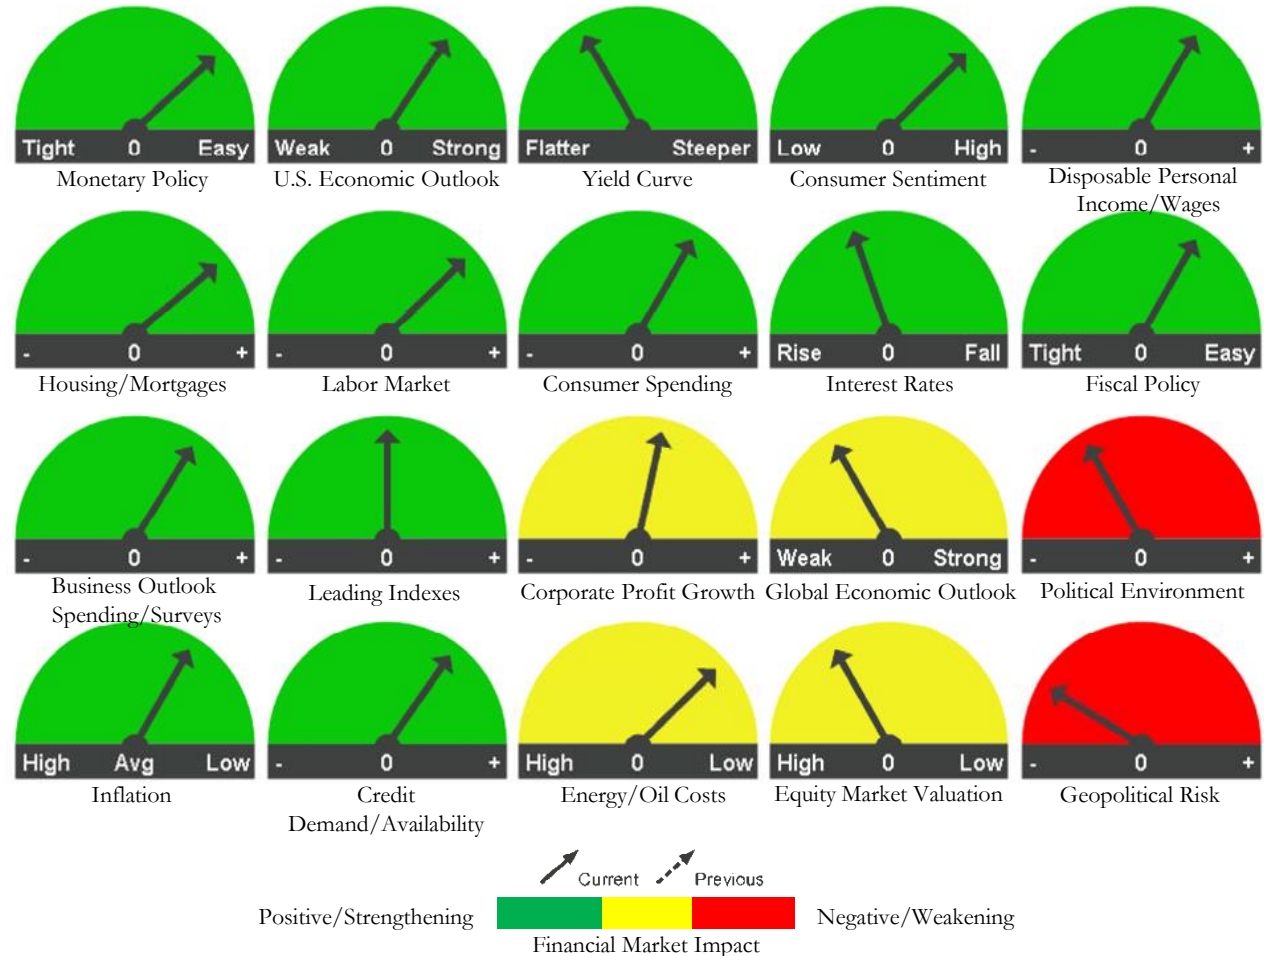 Tight 0 Easy
Monetary Policy
Weak 0 Strong
U.S. Economic Outlook
Flatter Steeper
Yield Curve
Low 0 High
Consumer Sentiment
- 0 +
Disposable Personal
Income/Wages
- 0 +
Housing/Mortgages
- 0 +
Labor Market
- 0 +
Consumer Spending
Rise 0 Fall
Interest Rates
Tight 0 Easy
Fiscal Policy
- 0 +
Business Outlook
Spending/Surveys
- 0 +
Leading Indexes
- 0 +
Corporate Profit Growth
Weak 0 Strong
Global Economic Outlook
- 0 +
Political Environment
High Avg Low
Inflation
- 0 +
Credit
Demand/Availability
High 0 Low
Energy/Oil Costs
High 0 Low
Equity Market Valuation
- 0 +
Geopolitical Risk
Current Previous
Positive/Strengthening Negative/Weakening
Financial Market Impact